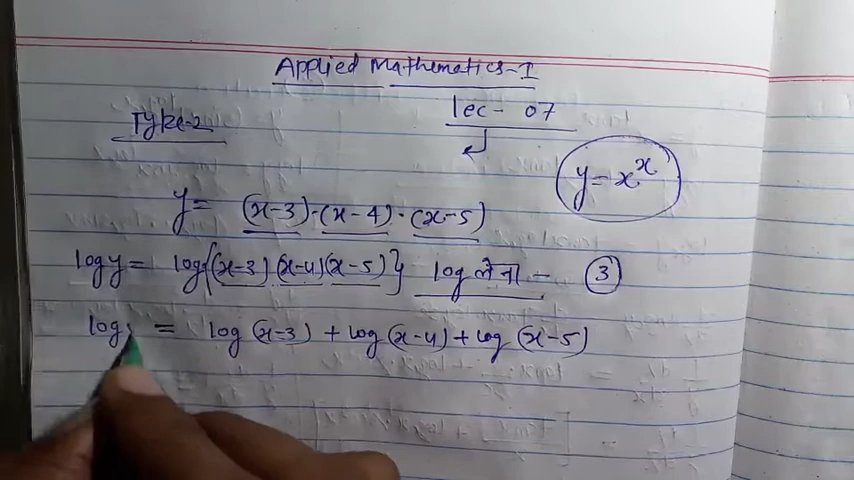 Applied Mathematics-I
lec - 07
Type-2
y = x^x
y = (x-3)·(x-4)·(x-5)
log y = log{(x-3)(x-4)(x-5)} log लेना - 3
log y = log(x-3) + log(x-4) + log(x-5)